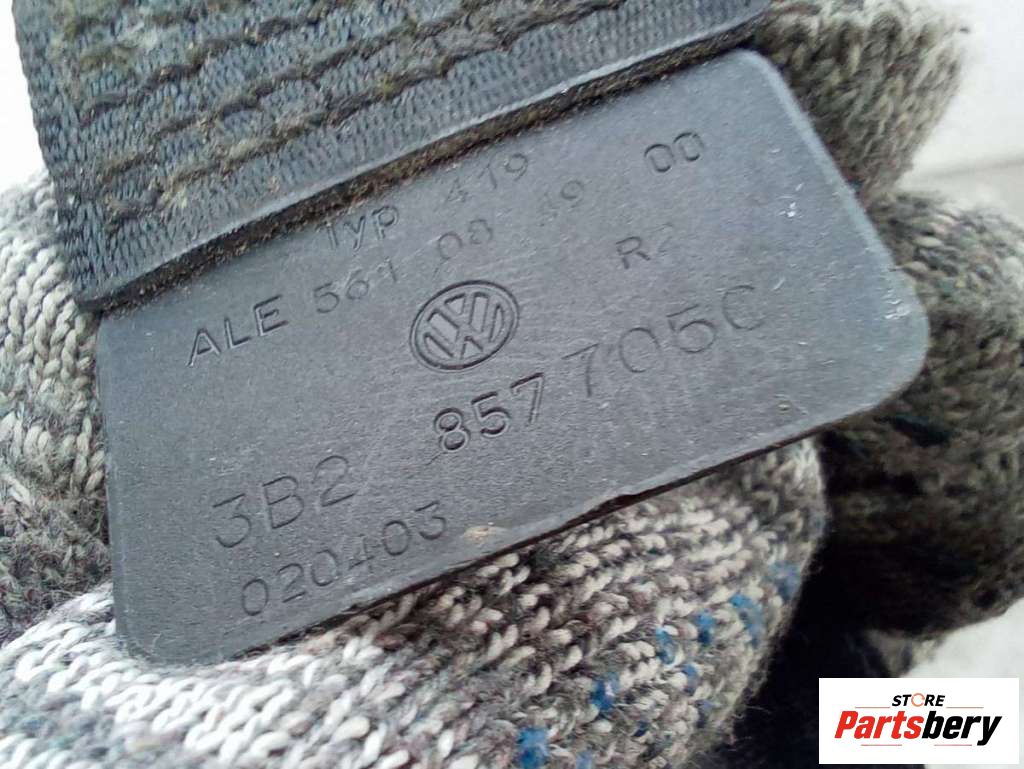 Typ 419
ALE 561 08 49 00
R2
3B2 857 705C
020403
STORE
Partsbery